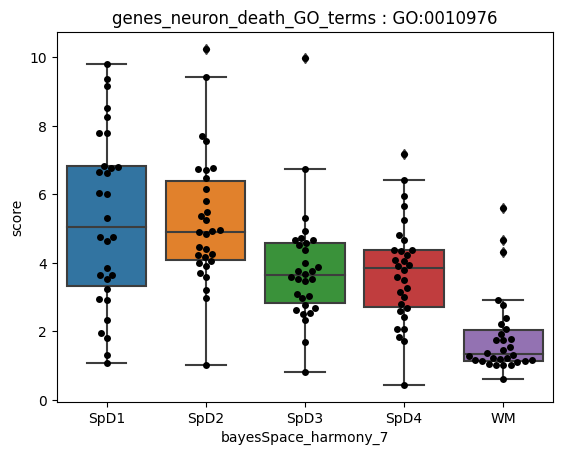 genes_neuron_death_GO_terms : GO:0010976
10
8
6
4
2
0
score
SpD1 SpD2 SpD3 SpD4 WM
bayesSpace_harmony_7